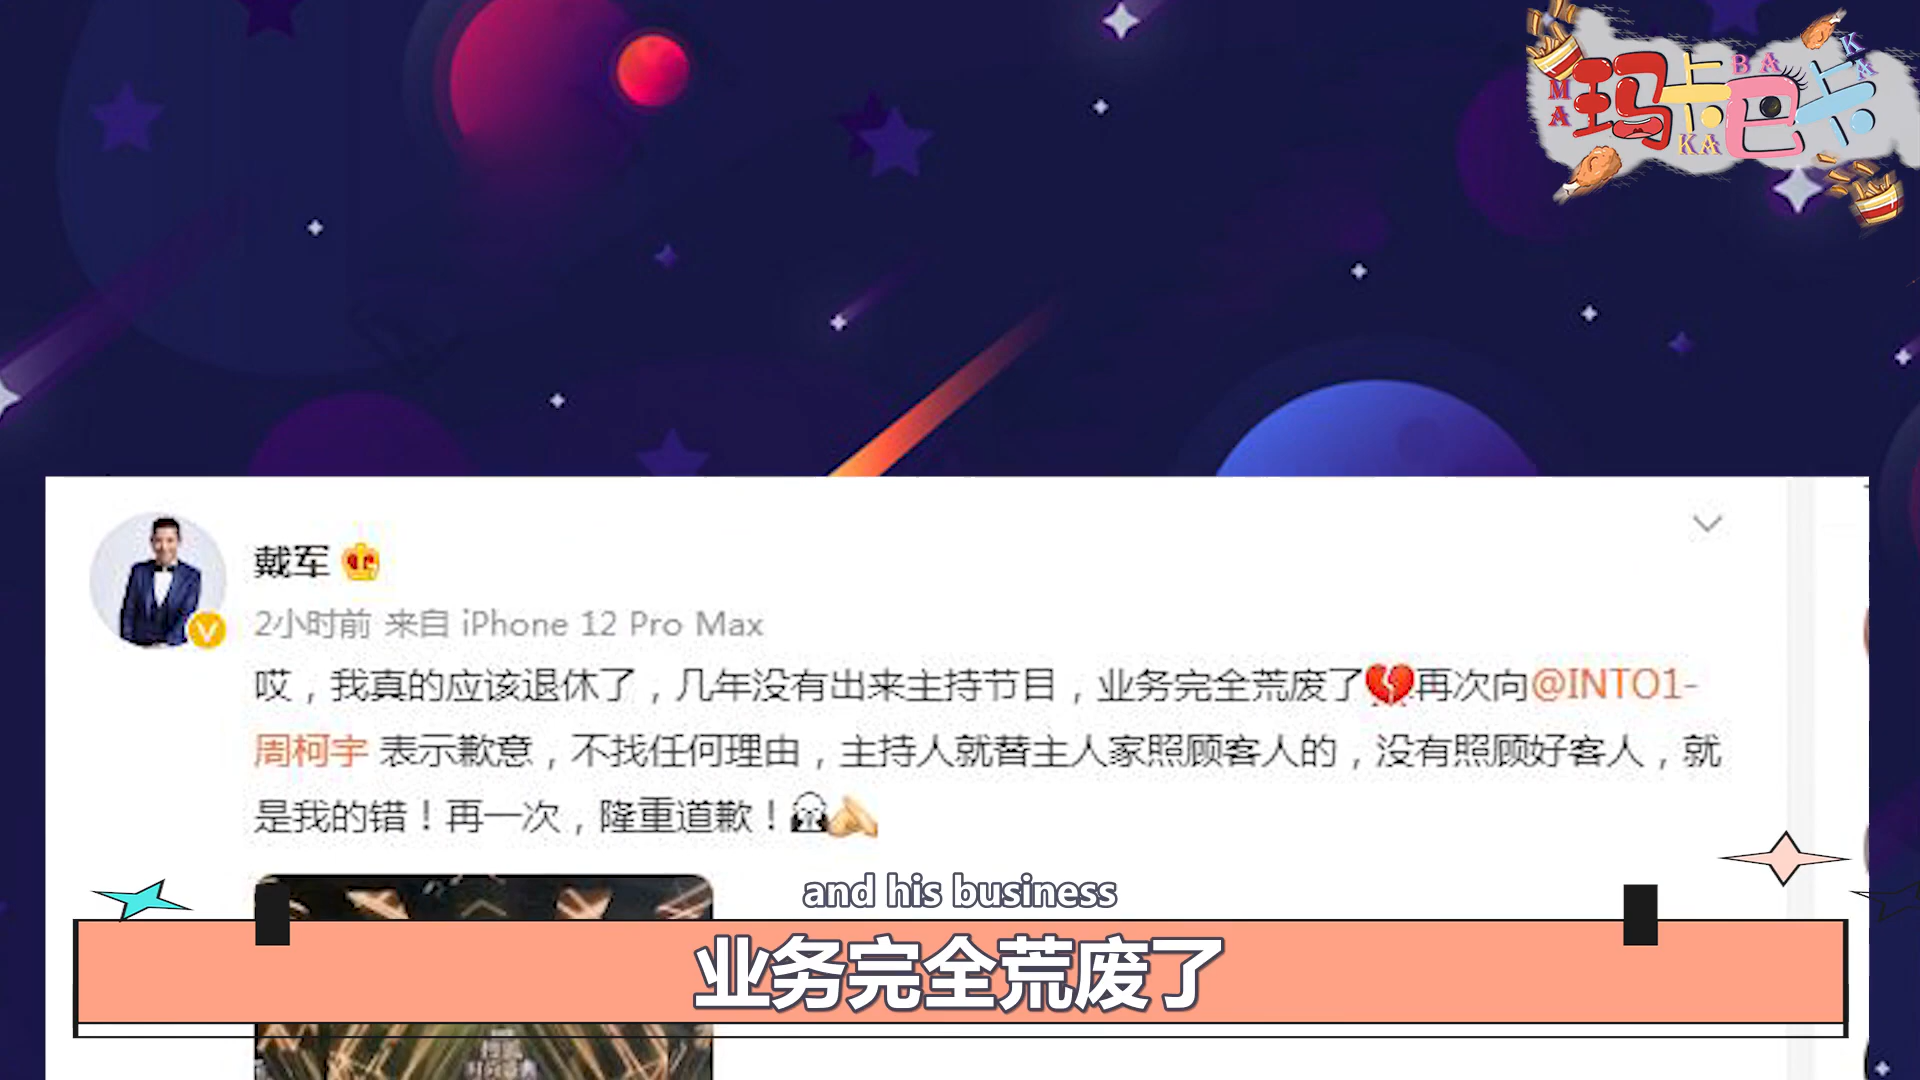 玛卡巴卡
MA KA BA KA
戴军
2小时前 来自 iPhone 12 Pro Max
哎，我真的应该退休了，几年没有出来主持节目，业务完全荒废了💔再次向@INTO1-
周柯宇 表示歉意，不找任何理由，主持人就替主人家照顾客人的，没有照顾好客人，就
是我的错！再一次，隆重道歉！
and his business
业务完全荒废了